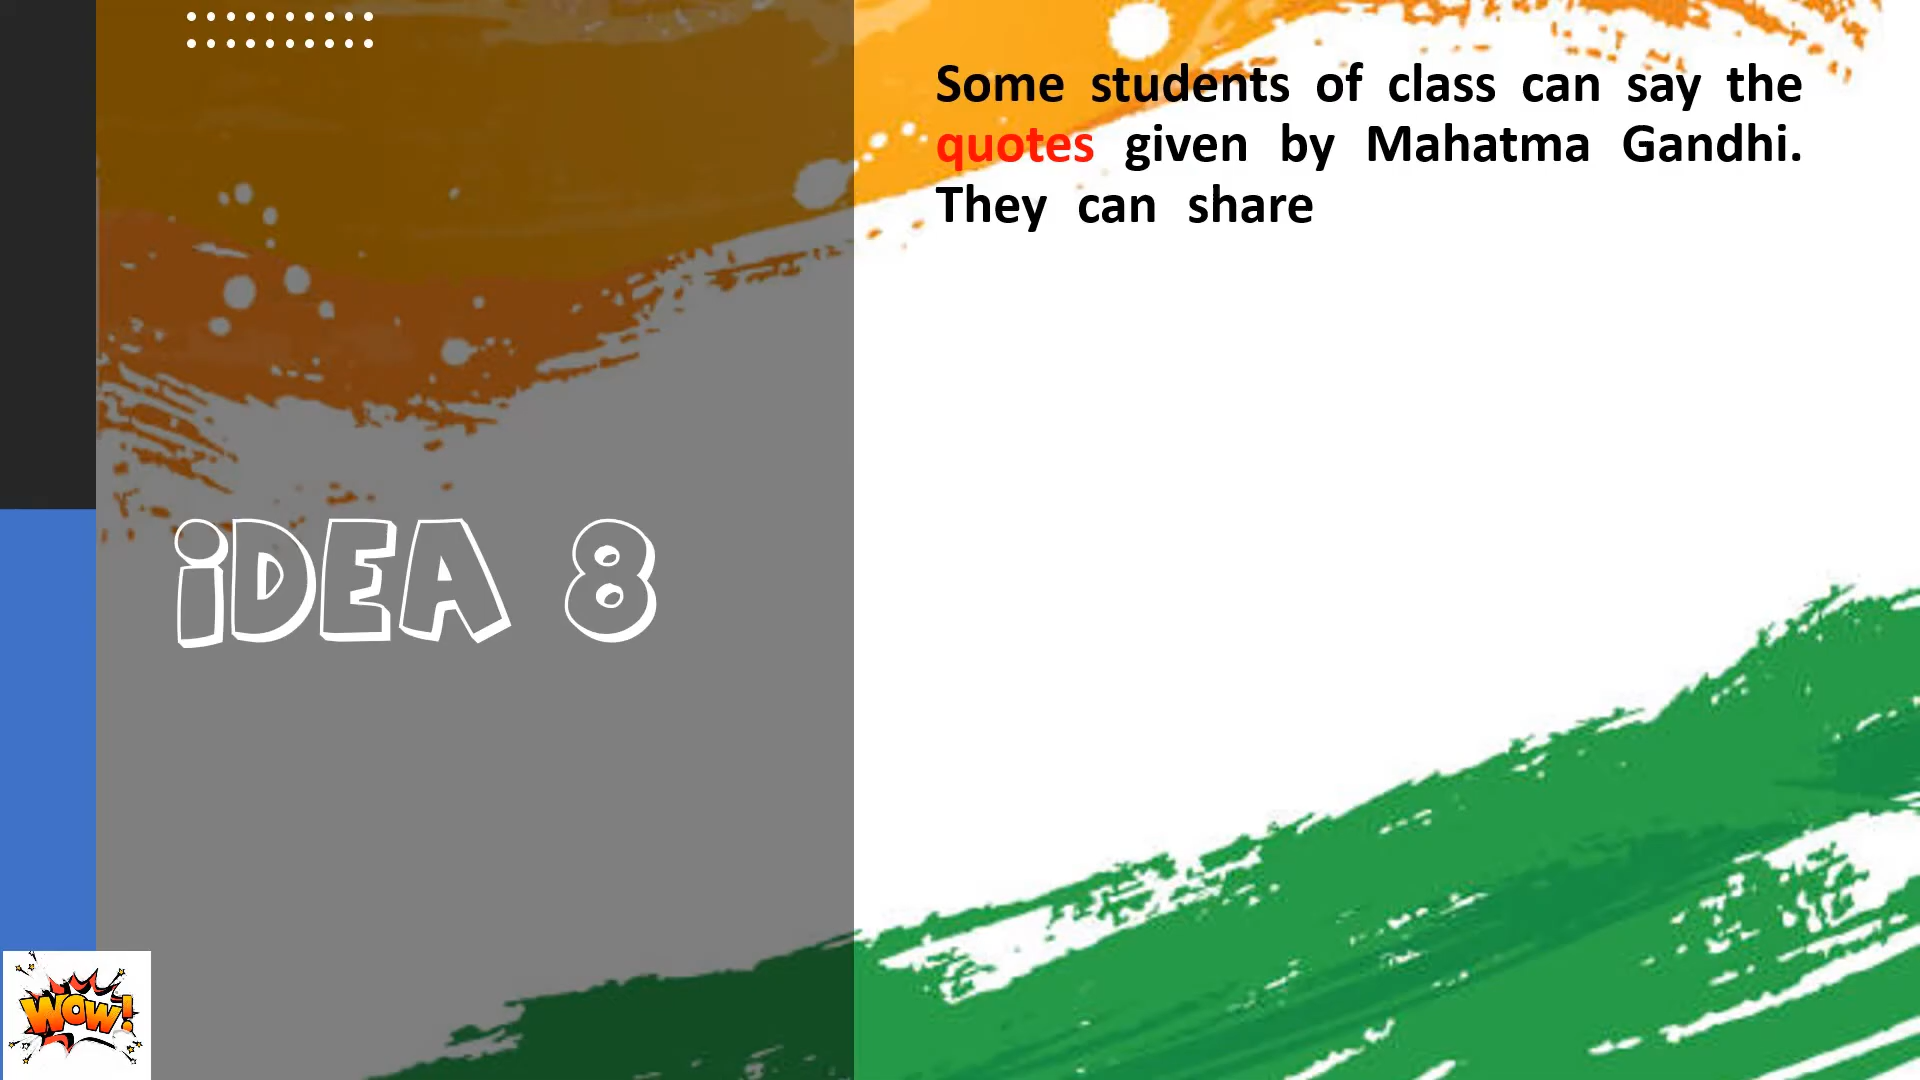 Some students of class can say the
quotes given by Mahatma Gandhi.
They can share
iDEA 8
WOW!